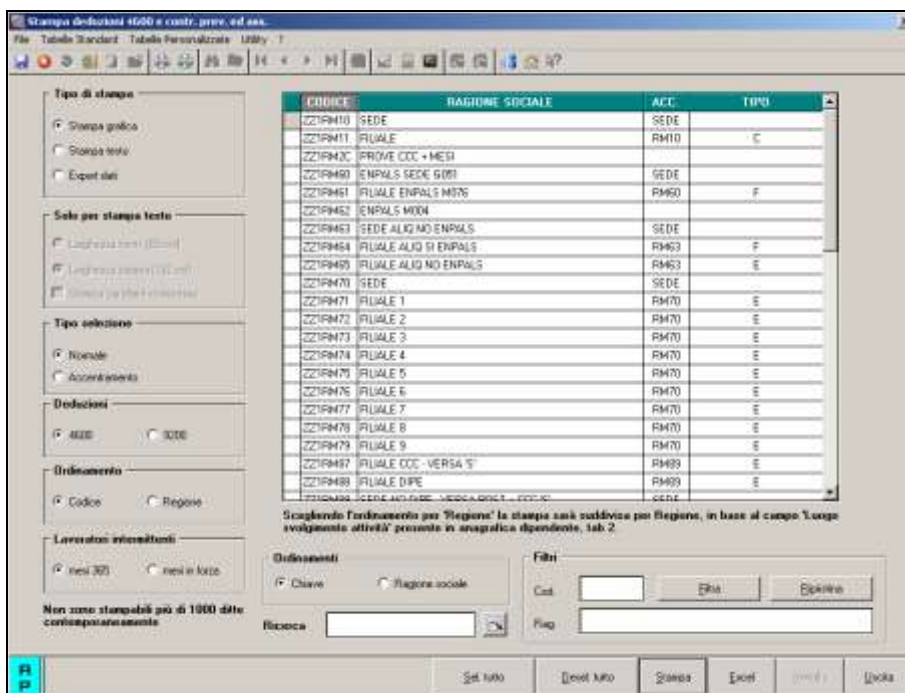 Stampa deduzioni 4600 e contr. prev. ed ass.
File Tabelle Standard Tabelle Personalizzate Utility ?
Tipo di stampa
Stampa grafica
Stampa testo
Export dati
Solo per stampa testo
Tipo selezione
Normale
Accentramento
Deduzioni
4600 9200
Ordinamento
Codice Regione
Lavoratori intermittenti
mesi 365 mesi in forza
Non sono stampabili più di 1000 ditte
contemporaneamente
CODICE RAGIONE SOCIALE ACC. TIPO
ZZ1RM10 SEDE SEDE
ZZ1RM11 FILIALE RM10 C
ZZ1RM2C PROVE CCC + MESI
ZZ1RM60 ENPALS SEDE G051 SEDE
ZZ1RM61 FILIALE ENPALS M076 RM60 F
ZZ1RM62 ENPALS M004
ZZ1RM63 SEDE ALIQ NO ENPALS SEDE
ZZ1RM64 FILIALE ALIQ SI ENPALS RM63 F
ZZ1RM65 FILIALE ALIQ NO ENPALS RM63 E
ZZ1RM70 SEDE SEDE
ZZ1RM71 FILIALE 1 RM70 E
ZZ1RM72 FILIALE 2 RM70 E
ZZ1RM73 FILIALE 3 RM70 E
ZZ1RM74 FILIALE 4 RM70 E
ZZ1RM75 FILIALE 5 RM70 E
ZZ1RM76 FILIALE 6 RM70 E
ZZ1RM77 FILIALE 7 RM70 E
ZZ1RM78 FILIALE 8 RM70 E
ZZ1RM79 FILIALE 9 RM70 E
ZZ1RM87 FILIALE CCC - VERSA 'S' RM89 E
ZZ1RM88 FILIALE DIPE RM89 E
Scegliendo l'ordinamento per 'Regione' la stampa sarà suddivisa per Regione, in base al campo 'Luogo
svolgimento attività' presente in anagrafica dipendente, tab 2.
Ordinamenti
Chiave Ragione sociale
Ricerca
Filtri
Cod.
Filtra Ripristina
Rag.
RP
Sel. tutto Desel. tutto Stampa Excel Uscita